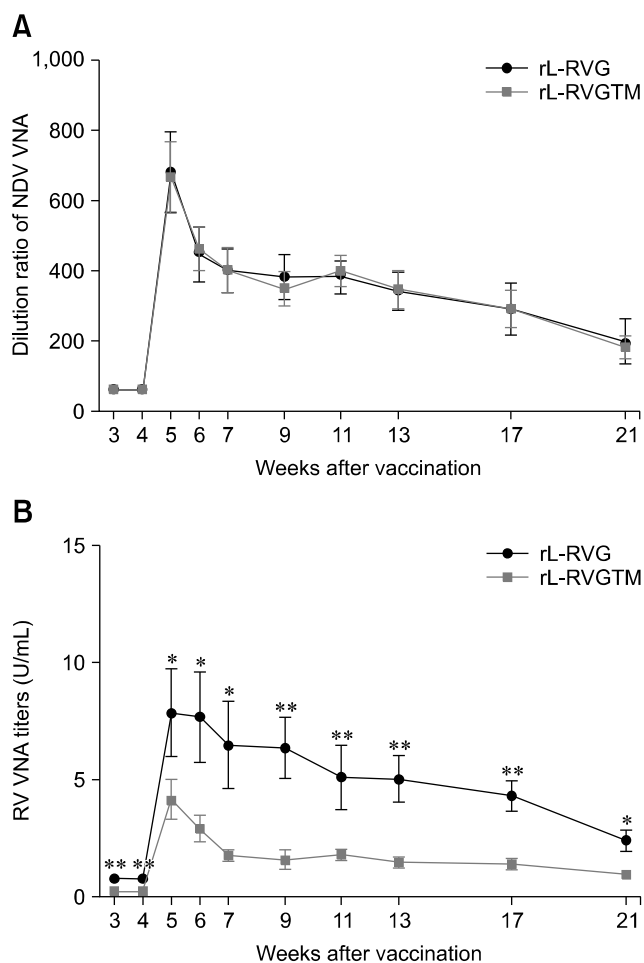 A
1,000
800
600
400
200
0
Dilution ratio of NDV VNA
rL-RVG
rL-RVGTM
3 4 5 6 7 9 11 13 17 21
Weeks after vaccination
B
15
10
5
0
RV VNA titers (U/mL)
rL-RVG
rL-RVGTM
** ** * * * ** ** ** ** *
3 4 5 6 7 9 11 13 17 21
Weeks after vaccination